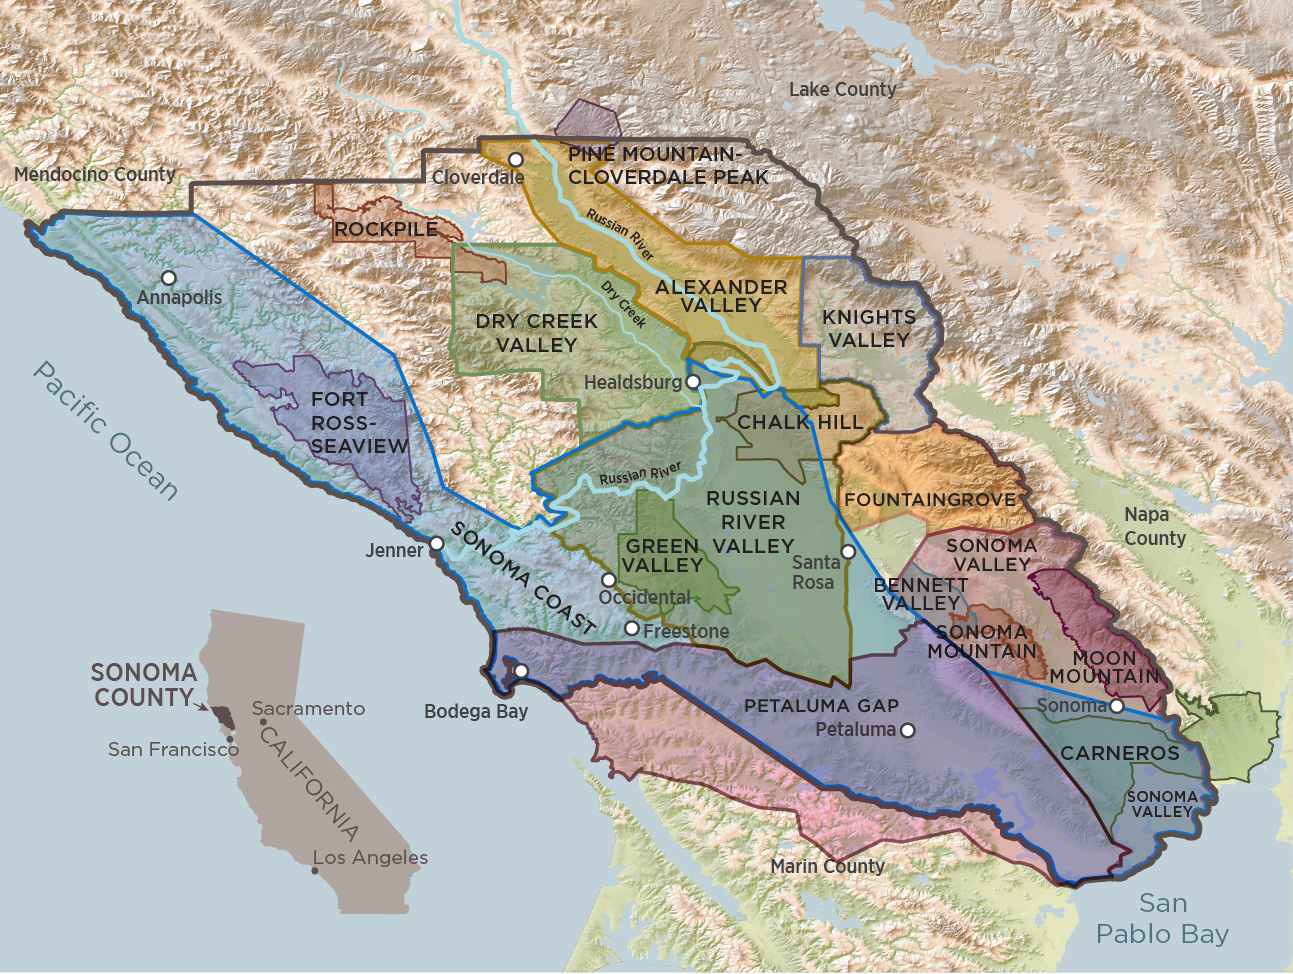 Lake County
PINE MOUNTAIN-
CLOVERDALE PEAK
Cloverdale
Mendocino County
Russian River
ROCKPILE
ALEXANDER
VALLEY
Dry Creek
Annapolis
DRY CREEK
VALLEY
KNIGHTS
VALLEY
Healdsburg
Pacific Ocean
FORT
ROSS-
SEAVIEW
CHALK HILL
Russian River
RUSSIAN
RIVER
VALLEY
FOUNTAINGROVE
Napa
County
Jenner
SONOMA COAST
GREEN
VALLEY
Santa
Rosa
SONOMA
VALLEY
BENNETT
VALLEY
Occidental
Freestone
SONOMA
MOUNTAIN
MOON
MOUNTAIN
SONOMA
COUNTY
Sacramento
San Francisco
CALIFORNIA
Los Angeles
Bodega Bay
PETALUMA GAP
Petaluma
Sonoma
CARNEROS
SONOMA
VALLEY
Marin County
San
Pablo Bay